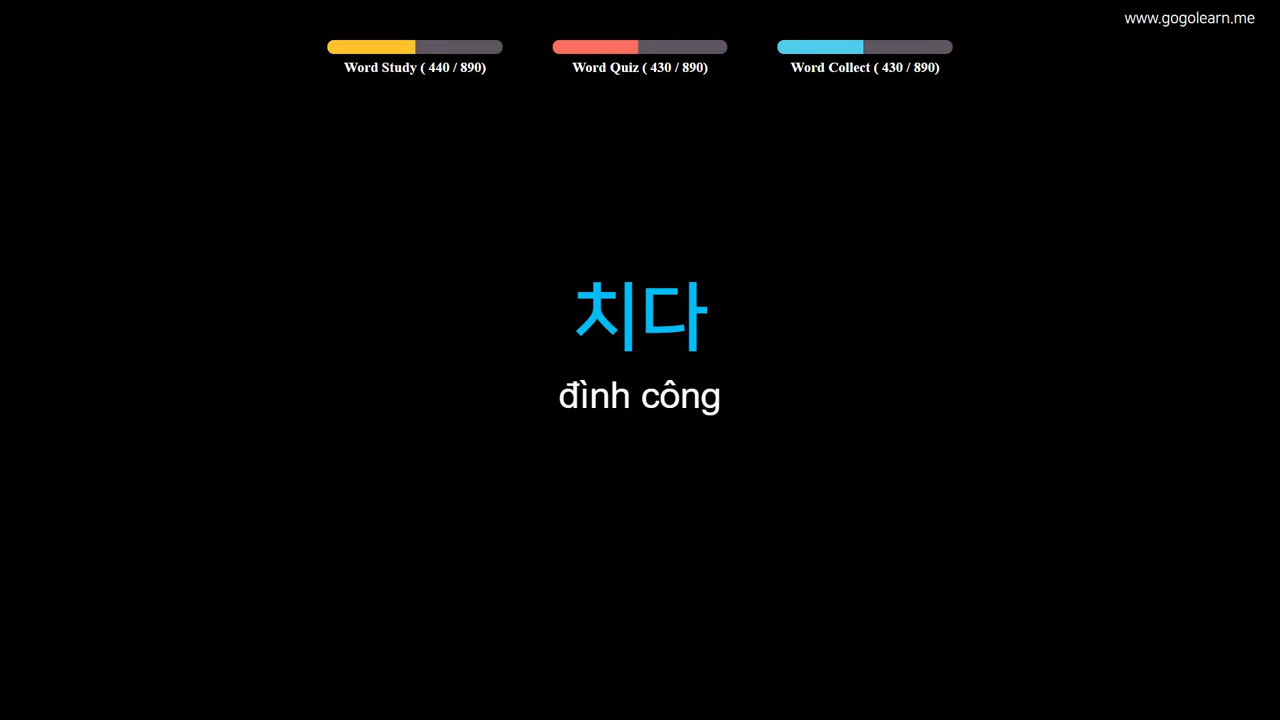 www.gogolearn.me
Word Study ( 440 / 890)
Word Quiz ( 430 / 890)
Word Collect ( 430 / 890)
치다
đình công